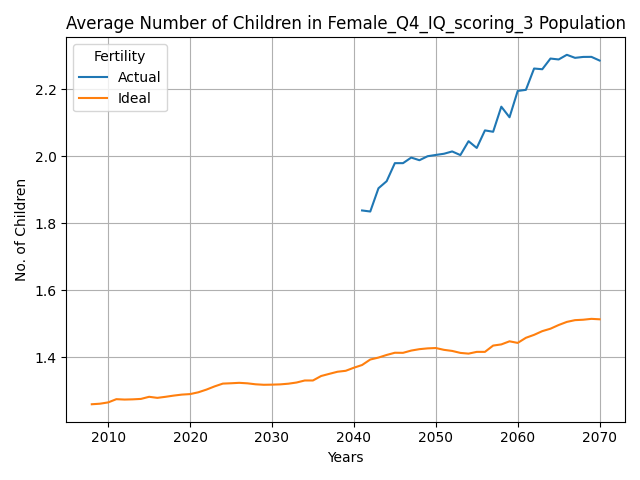 Average Number of Children in Female_Q4_IQ_scoring_3 Population
Fertility
Actual
Ideal
No. of Children
2.2
2.0
1.8
1.6
1.4
2010 2020 2030 2040 2050 2060 2070
Years